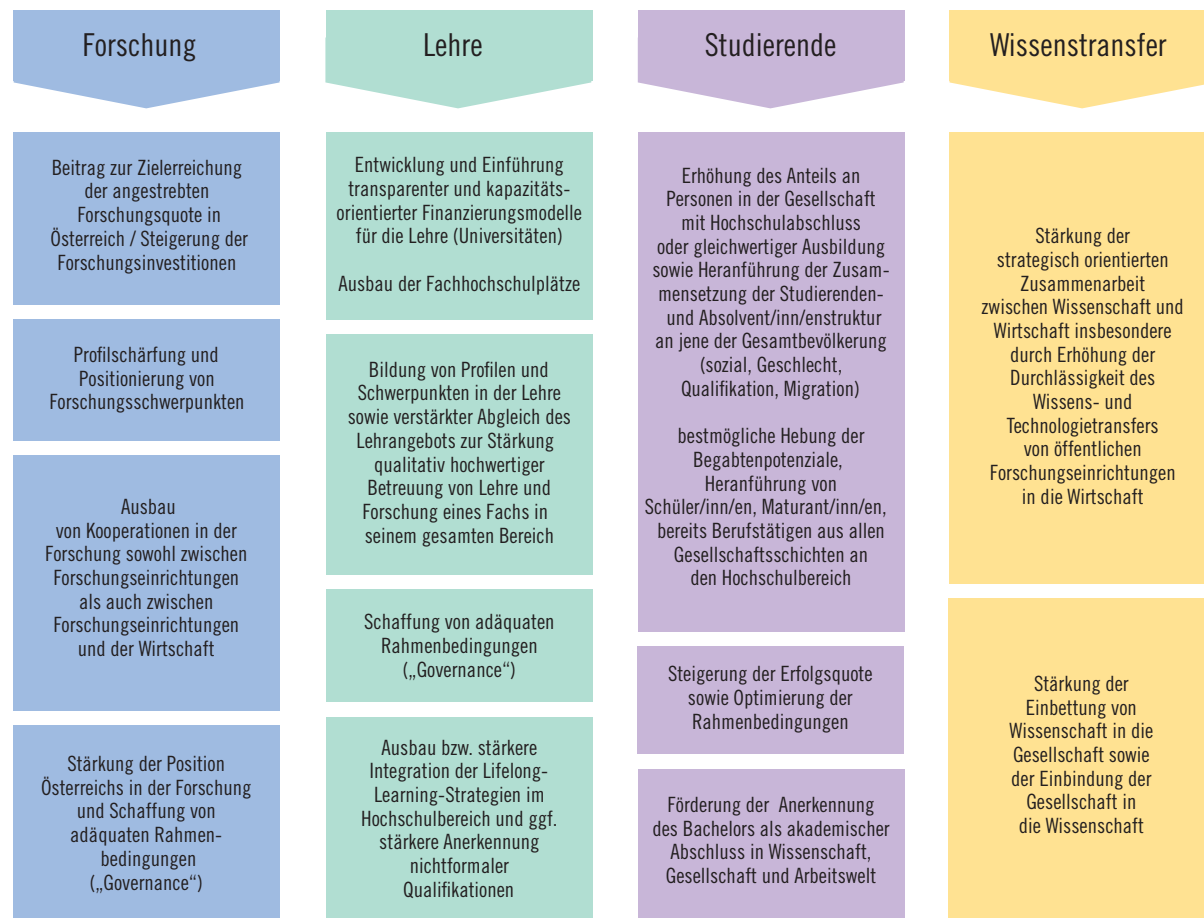 Forschung
Beitrag zur Zielerreichung
der angestrebten
Forschungsquote in
Österreich / Steigerung der
Forschungsinvestitionen
Profilschärfung und
Positionierung von
Forschungsschwerpunkten
Ausbau
von Kooperationen in der
Forschung sowohl zwischen
Forschungseinrichtungen
als auch zwischen
Forschungseinrichtungen
und der Wirtschaft
Stärkung der Position
Österreichs in der Forschung
und Schaffung von
adäquaten Rahmen-
bedingungen
(„Governance“)
Lehre
Entwicklung und Einführung
transparenter und kapazitäts-
orientierter Finanzierungsmodelle
für die Lehre (Universitäten)
Ausbau der Fachhochschulplätze
Bildung von Profilen und
Schwerpunkten in der Lehre
sowie verstärkter Abgleich des
Lehrangebots zur Stärkung
qualitativ hochwertiger
Betreuung von Lehre und
Forschung eines Fachs in
seinem gesamten Bereich
Schaffung von adäquaten
Rahmenbedingungen
(„Governance“)
Ausbau bzw. stärkere
Integration der Lifelong-
Learning-Strategien im
Hochschulbereich und ggf.
stärkere Anerkennung
nichtformaler
Qualifikationen
Studierende
Erhöhung des Anteils an
Personen in der Gesellschaft
mit Hochschulabschluss
oder gleichwertiger Ausbildung
sowie Heranführung der Zusam-
mensetzung der Studierenden-
und Absolvent/inn/enstruktur
an jene der Gesamtbevölkerung
(sozial, Geschlecht,
Qualifikation, Migration)
bestmögliche Hebung der
Begabtenpotenziale,
Heranführung von
Schüler/inn/en, Maturant/inn/en,
bereits Berufstätigen aus allen
Gesellschaftsschichten an
den Hochschulbereich
Steigerung der Erfolgsquote
sowie Optimierung der
Rahmenbedingungen
Förderung der Anerkennung
des Bachelors als akademischer
Abschluss in Wissenschaft,
Gesellschaft und Arbeitswelt
Wissenstransfer
Stärkung der
strategisch orientierten
Zusammenarbeit
zwischen Wissenschaft und
Wirtschaft insbesondere
durch Erhöhung der
Durchlässigkeit des
Wissens- und
Technologietransfers
von öffentlichen
Forschungseinrichtungen
in die Wirtschaft
Stärkung der
Einbettung von
Wissenschaft in die
Gesellschaft sowie
der Einbindung der
Gesellschaft in
die Wissenschaft